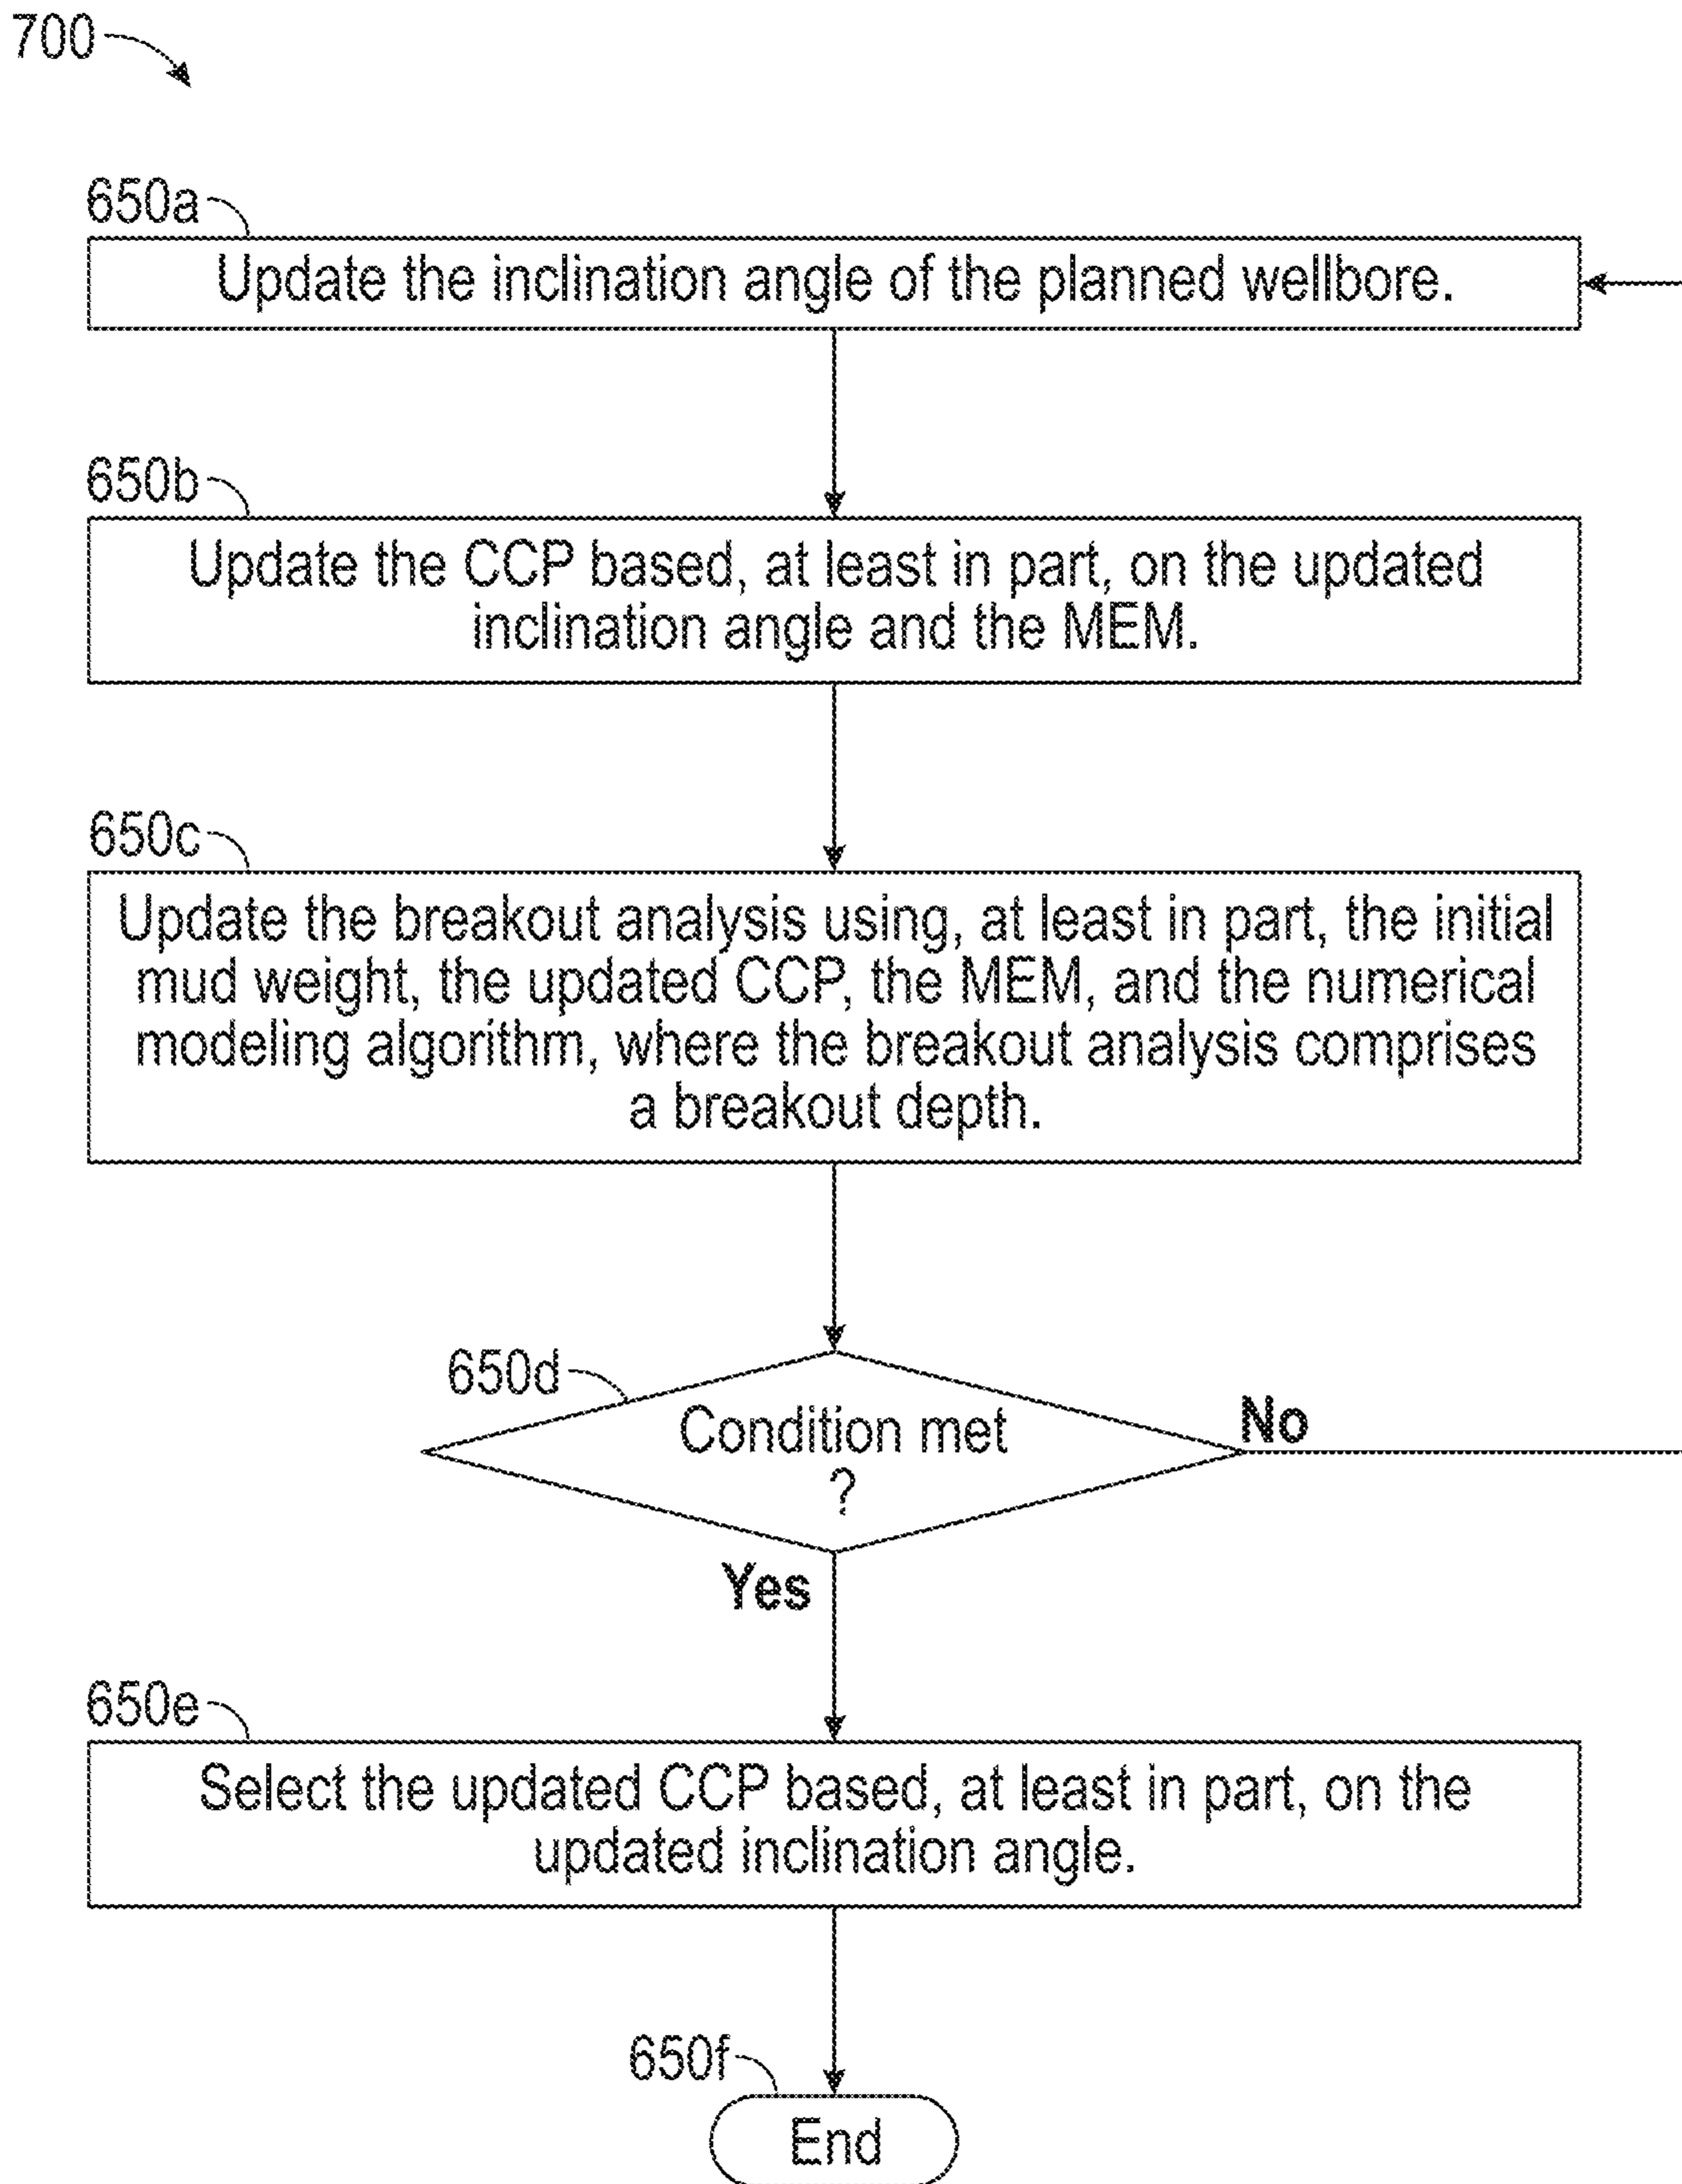 700
650a
Update the inclination angle of the planned wellbore.
650b
Update the CCP based, at least in part, on the updated
inclination angle and the MEM.
650c
Update the breakout analysis using, at least in part, the initial
mud weight, the updated CCP, the MEM, and the numerical
modeling algorithm, where the breakout analysis comprises
a breakout depth.
650d
Condition met
?
No
Yes
650e
Select the updated CCP based, at least in part, on the
updated inclination angle.
650f
End